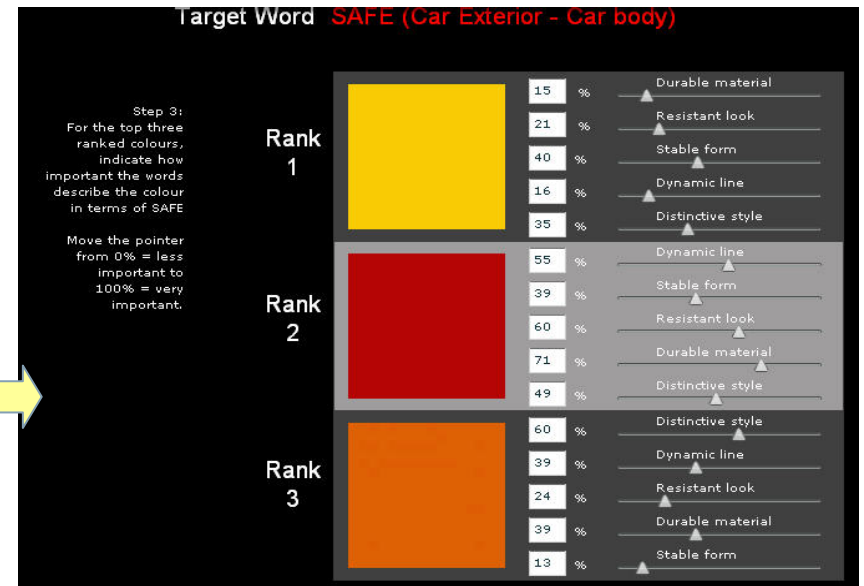 Target Word SAFE (Car Exterior - Car body)
Step 3:
For the top three
ranked colours,
indicate how
important the words
describe the colour
in terms of SAFE
Move the pointer
from 0% = less
important to
100% = very
important.
Rank
1
15 % Durable material
21 % Resistant look
40 % Stable form
16 % Dynamic line
35 % Distinctive style
Rank
2
55 % Dynamic line
39 % Stable form
60 % Resistant look
71 % Durable material
49 % Distinctive style
Rank
3
60 % Distinctive style
39 % Dynamic line
24 % Resistant look
39 % Durable material
13 % Stable form